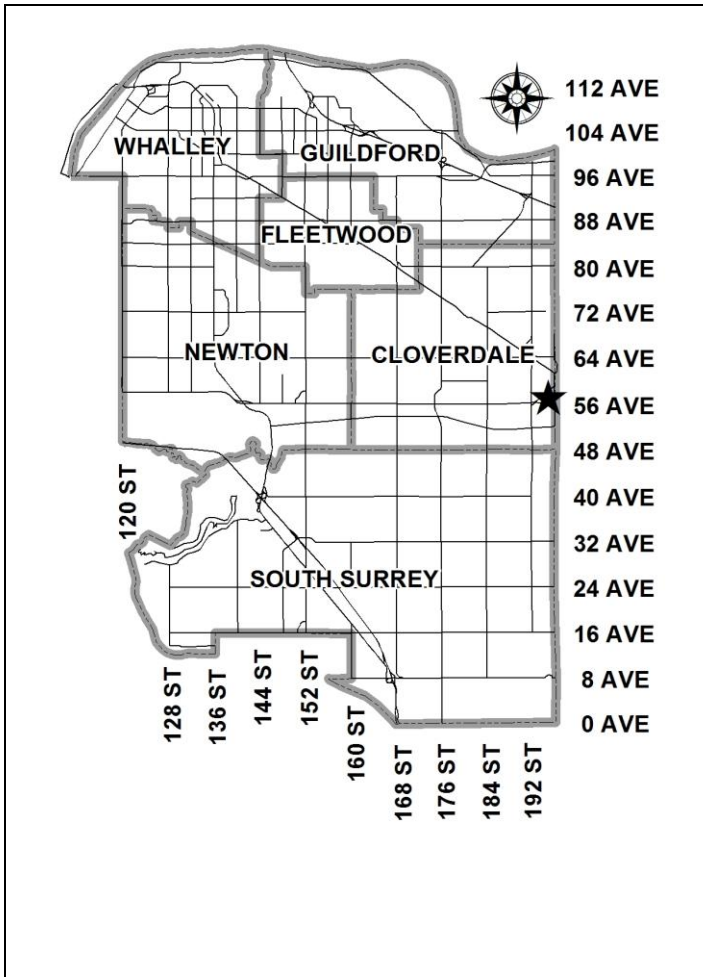 112 AVE
104 AVE
WHALLEY
GUILDFORD
96 AVE
88 AVE
FLEETWOOD
80 AVE
72 AVE
NEWTON
CLOVERDALE
64 AVE
56 AVE
48 AVE
120 ST
40 AVE
32 AVE
SOUTH SURREY
24 AVE
16 AVE
8 AVE
0 AVE
128 ST
136 ST
144 ST
152 ST
160 ST
168 ST
176 ST
184 ST
192 ST